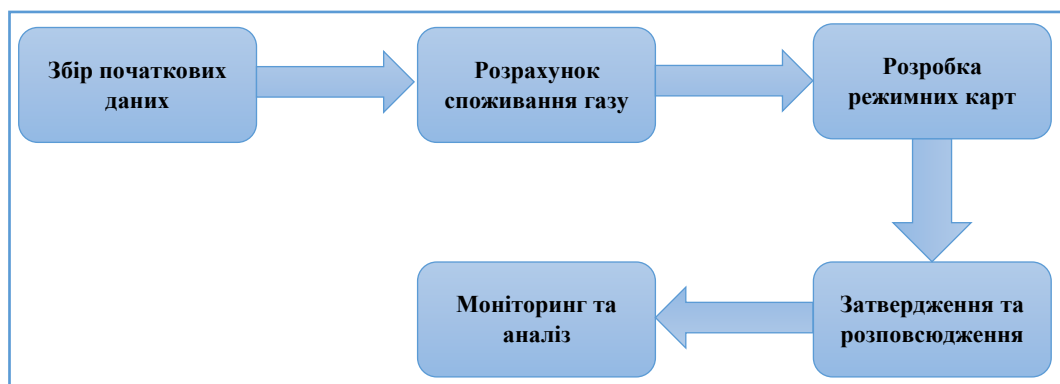 Збір початкових
даних
Розрахунок
споживання газу
Розробка
режимних карт
Затвердження та
розповсюдження
Моніторинг та
аналіз